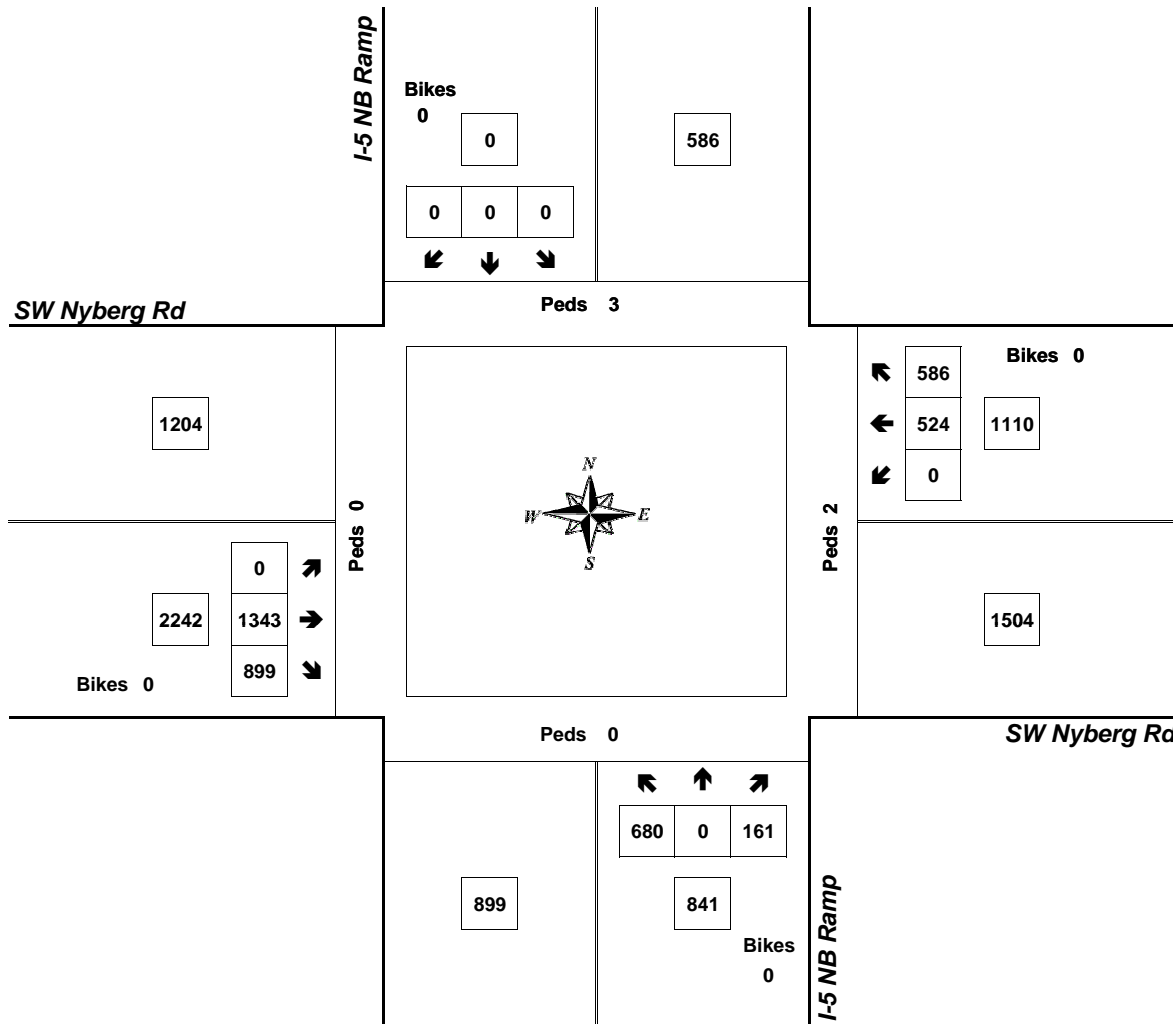 I-5 NB Ramp
Bikes
0
0
586
0 0 0
SW Nyberg Rd
Peds 3
586
Bikes 0
1204
524 1110
0
N
W E
S
Peds 0
Peds 2
0
2242 1343
1504
899
Bikes 0
Peds 0
SW Nyberg Rd
680 0 161
899 841
I-5 NB Ramp
Bikes
0